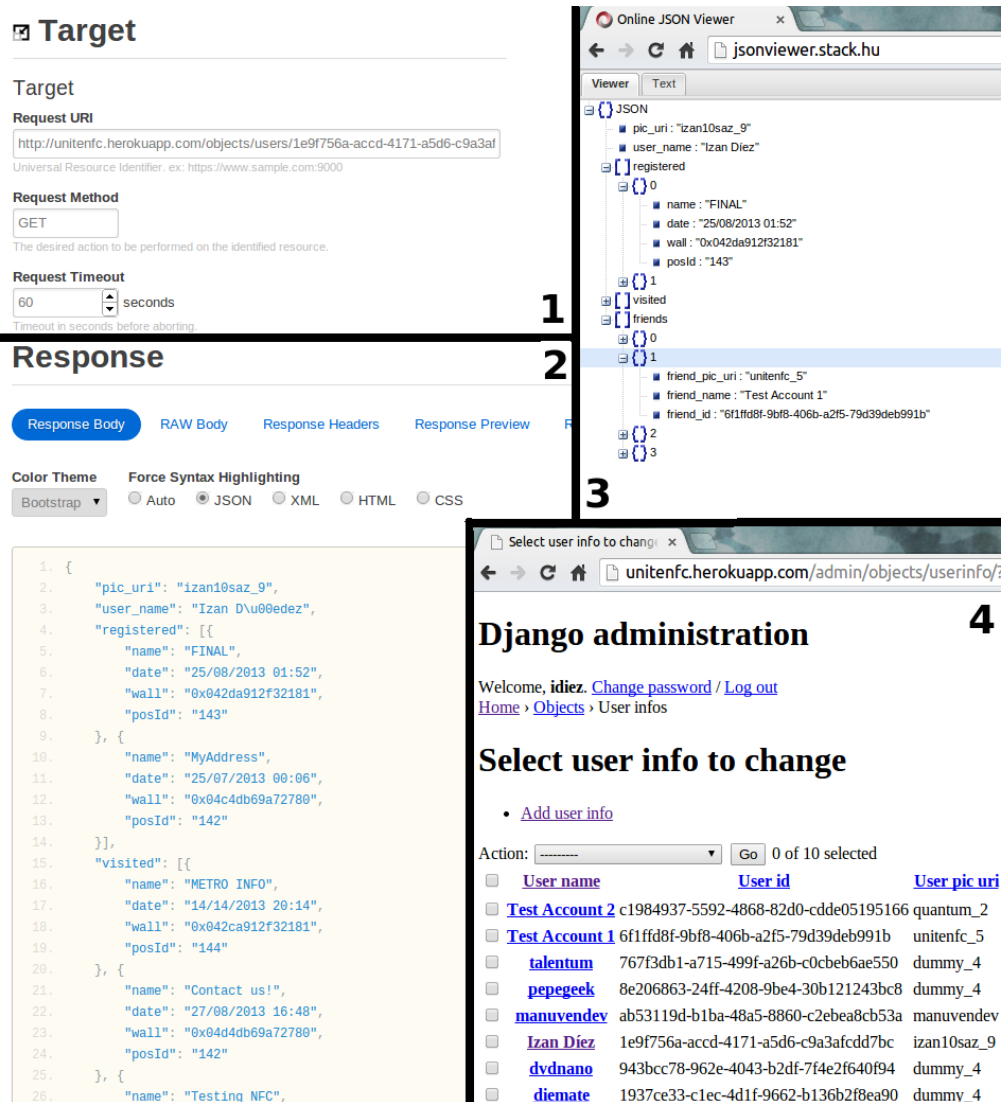 Target
Target
Request URI
http://unitenfc.herokuapp.com/objects/users/1e9f756a-accd-4171-a5d6-c9a3af
Universal Resource Identifier. ex: https://www.sample.com:9000
Request Method
GET
The desired action to be performed on the identified resource.
Request Timeout
60 seconds
Timeout in seconds before aborting.
1
Response
2
Response Body RAW Body Response Headers Response Preview R
Color Theme Force Syntax Highlighting
Bootstrap Auto JSON XML HTML CSS
1. {
2. "pic_uri": "izan10saz_9",
3. "user_name": "Izan D\u00edez",
4. "registered": [{
5. "name": "FINAL",
6. "date": "25/08/2013 01:52",
7. "wall": "0x042da912f32181",
8. "posId": "143"
9. }, {
10. "name": "MyAddress",
11. "date": "25/07/2013 00:06",
12. "wall": "0x04c4db69a72780",
13. "posId": "142"
14. }],
15. "visited": [{
16. "name": "METRO INFO",
17. "date": "14/14/2013 20:14",
18. "wall": "0x042ca912f32181",
19. "posId": "144"
20. }, {
21. "name": "Contact us!",
22. "date": "27/08/2013 16:48",
23. "wall": "0x04d4db69a72780",
24. "posId": "142"
25. }, {
26. "name": "Testing NFC",
Online JSON Viewer ×
jsonviewer.stack.hu
Viewer Text
{} JSON
pic_uri : "izan10saz_9"
user_name : "Izan Díez"
[] registered
{} 0
name : "FINAL"
date : "25/08/2013 01:52"
wall : "0x042da912f32181"
posId : "143"
{} 1
[] visited
[] friends
{} 0
{} 1
friend_pic_uri : "unitenfc_5"
friend_name : "Test Account 1"
friend_id : "6f1ffd8f-9bf8-406b-a2f5-79d39deb991b"
{} 2
{} 3
3
Select user info to chang ×
unitenfc.herokuapp.com/admin/objects/userinfo/?
4
Django administration
Welcome, idiez. Change password / Log out
Home › Objects › User infos
Select user info to change
• Add user info
Action: --------- Go 0 of 10 selected
User name User id User pic uri
Test Account 2 c1984937-5592-4868-82d0-cdde05195166 quantum_2
Test Account 1 6f1ffd8f-9bf8-406b-a2f5-79d39deb991b unitenfc_5
talentum 767f3db1-a715-499f-a26b-c0cbeb6ae550 dummy_4
pepegeek 8e206863-24ff-4208-9be4-30b121243bc8 dummy_4
manuvendev ab53119d-b1ba-48a5-8860-c2ebea8cb53a manuvendev
Izan Díez 1e9f756a-accd-4171-a5d6-c9a3afcdd7bc izan10saz_9
dvdnano 943bcc78-962e-4043-b2df-7f4e2f640f94 dummy_4
diemate 1937ce33-c1ec-4d1f-9662-b136b2f8ea90 dummy_4